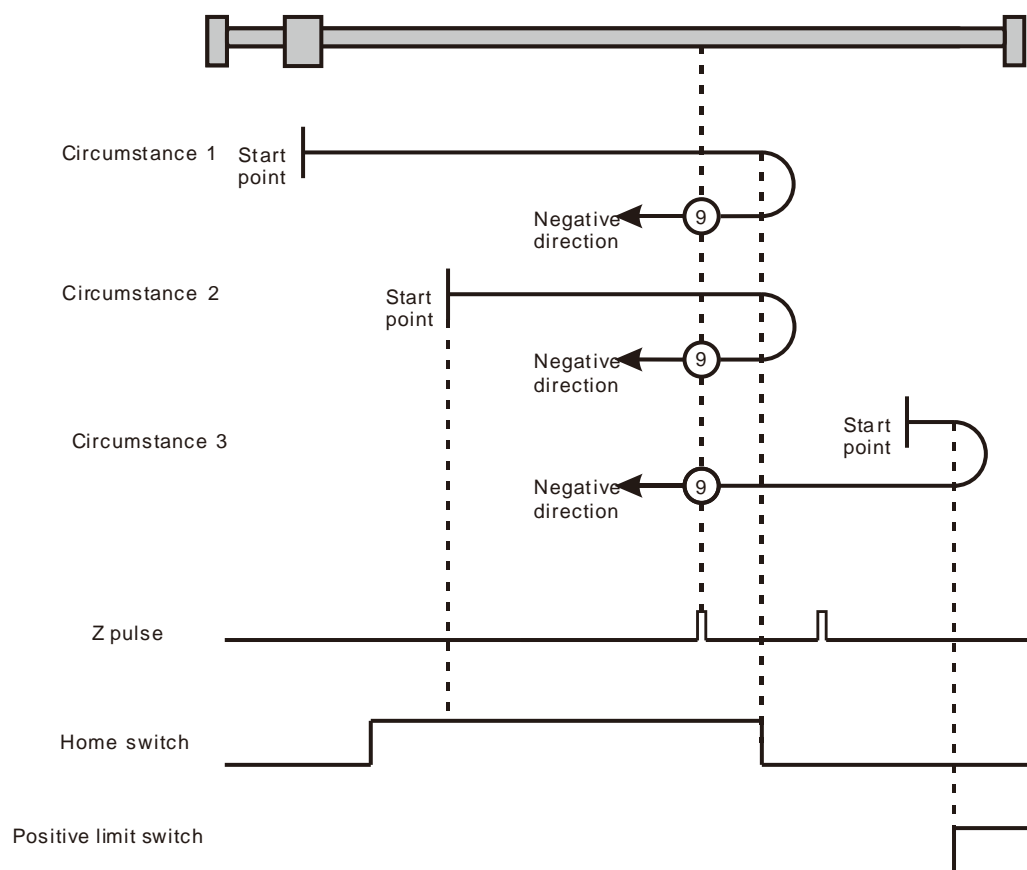 Circumstance 1
Start
point
9
Negative
direction
Circumstance 2
Start
point
9
Negative
direction
Circumstance 3
Start
point
9
Negative
direction
Z pulse
Home switch
Positive limit switch